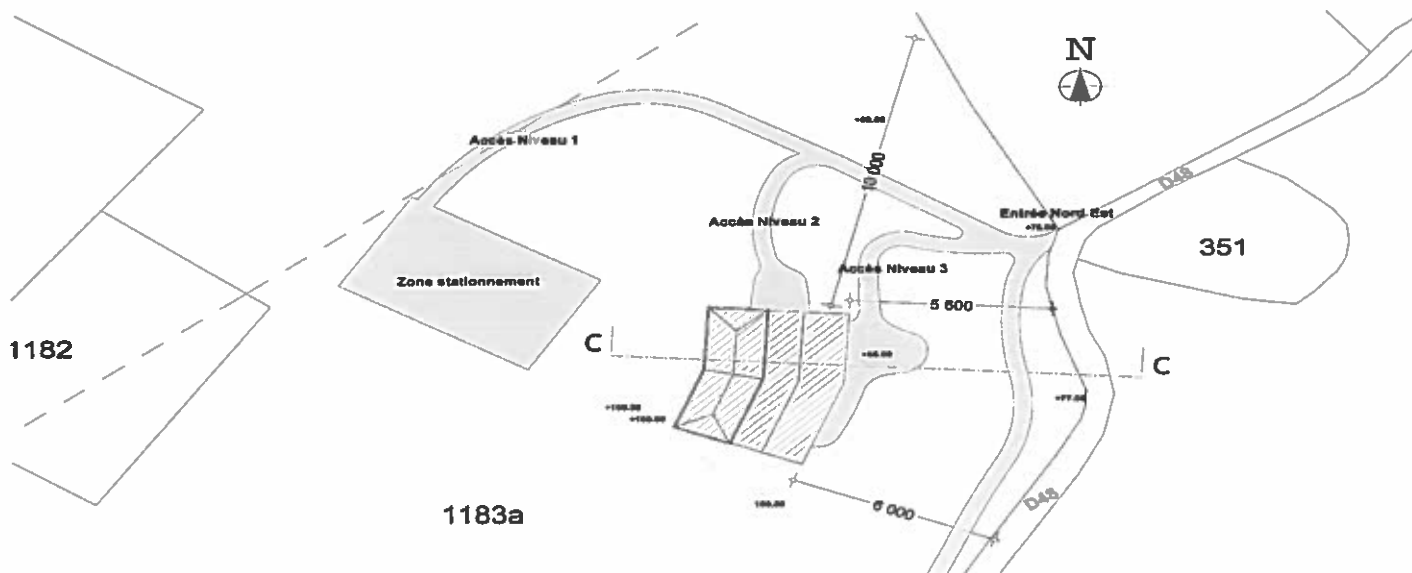 N
D48
Accès Niveau 1
10 000
Accès Niveau 2
Entrée Nord Est
351
Accès Niveau 3
Zone stationnement
5 600
1182
C
C
1183a
6 000
D48